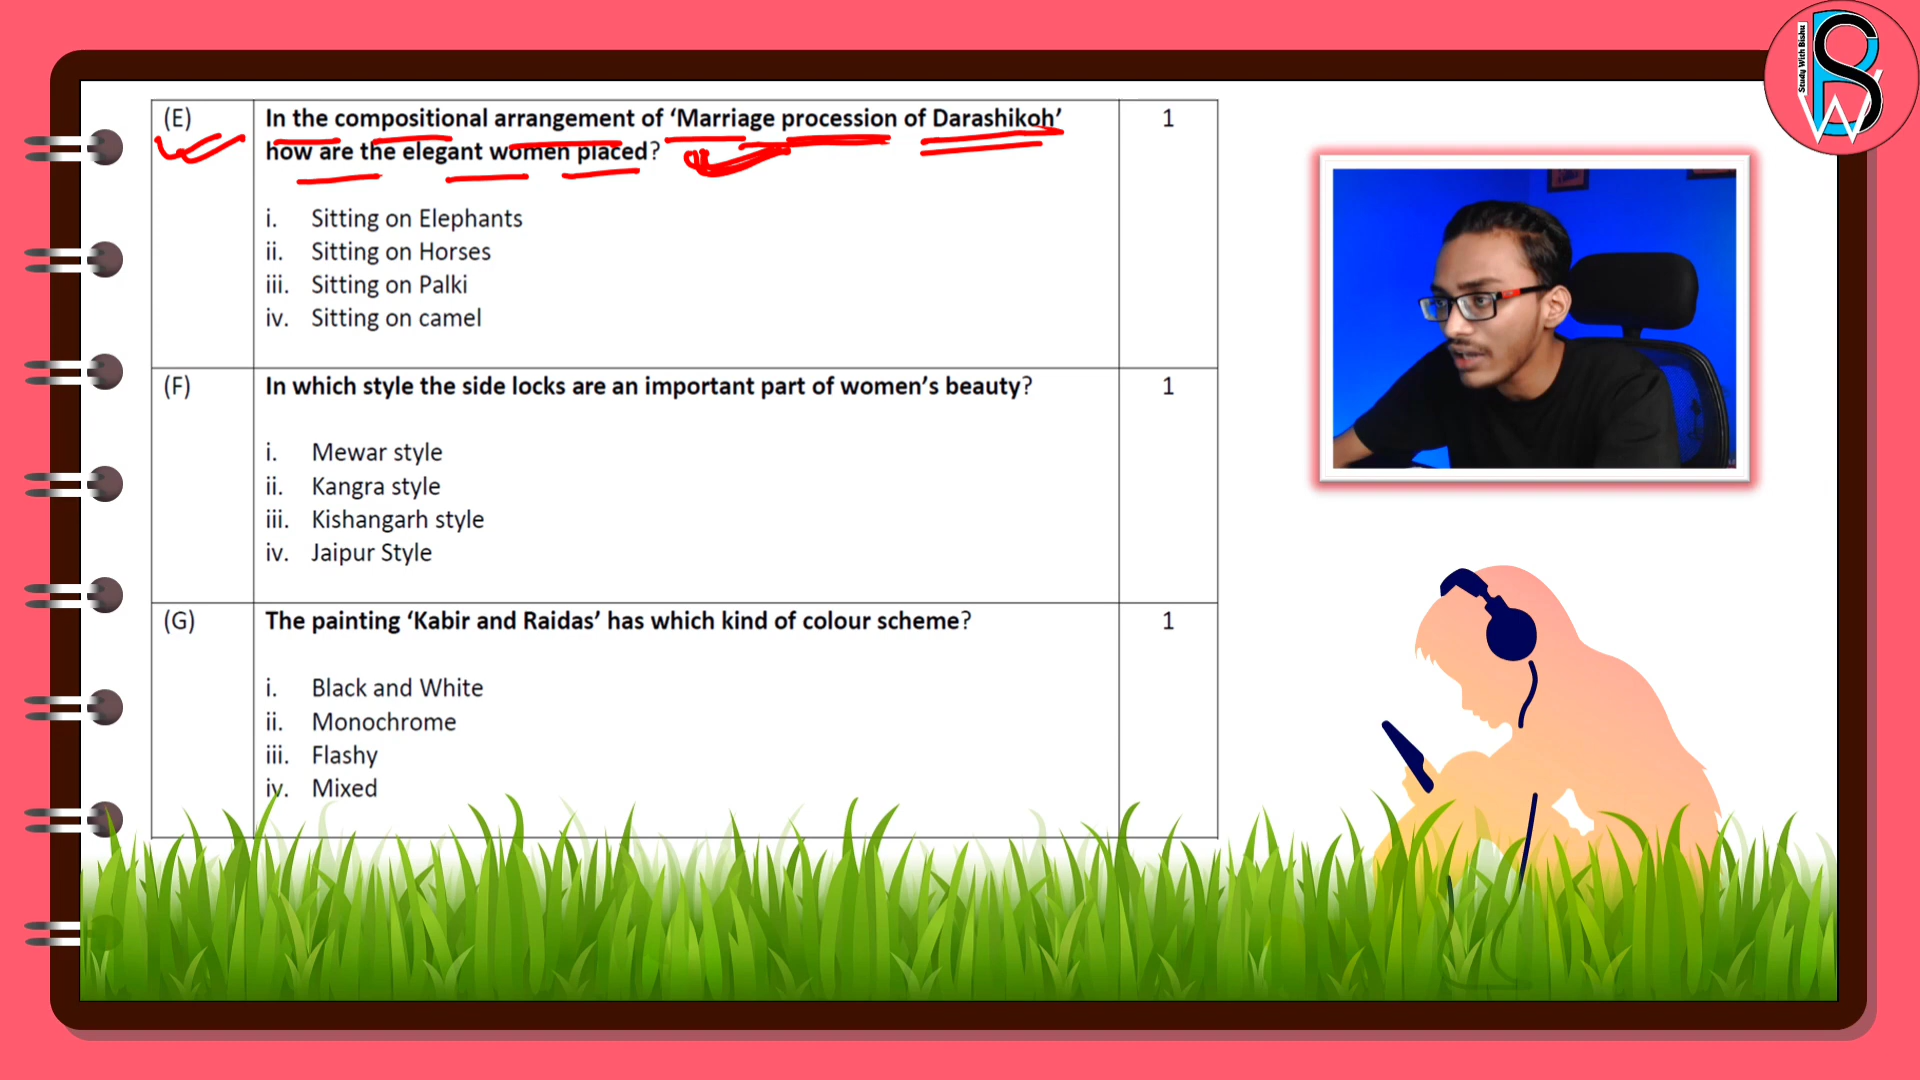 Study With Bishu
BSW
(E) In the compositional arrangement of ‘Marriage procession of Darashikoh’ 1
how are the elegant women placed?
i. Sitting on Elephants
ii. Sitting on Horses
iii. Sitting on Palki
iv. Sitting on camel
(F) In which style the side locks are an important part of women’s beauty? 1
i. Mewar style
ii. Kangra style
iii. Kishangarh style
iv. Jaipur Style
(G) The painting ‘Kabir and Raidas’ has which kind of colour scheme? 1
i. Black and White
ii. Monochrome
iii. Flashy
iv. Mixed